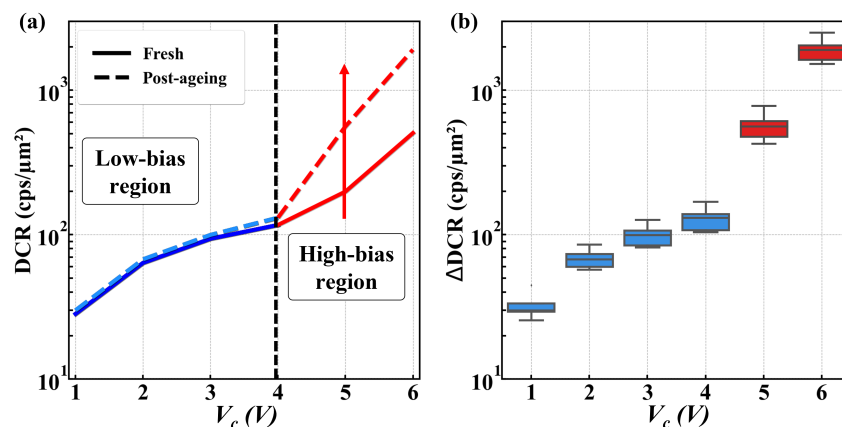 (a)
Fresh
Post-ageing
Low-bias
region
High-bias
region
DCR (cps/μm²)
10³
10²
10¹
1 2 3 4 5 6
V_c (V)
(b)
ΔDCR (cps/μm²)
10³
10²
10¹
1 2 3 4 5 6
V_c (V)